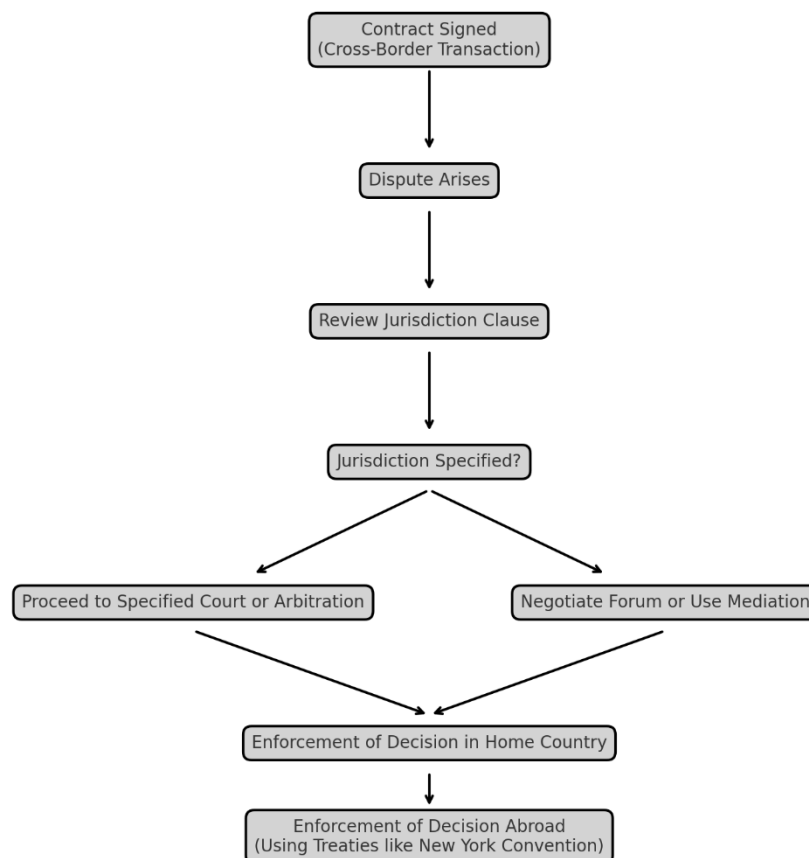 Contract Signed
(Cross-Border Transaction)
Dispute Arises
Review Jurisdiction Clause
Jurisdiction Specified?
Proceed to Specified Court or Arbitration
Negotiate Forum or Use Mediation
Enforcement of Decision in Home Country
Enforcement of Decision Abroad
(Using Treaties like New York Convention)